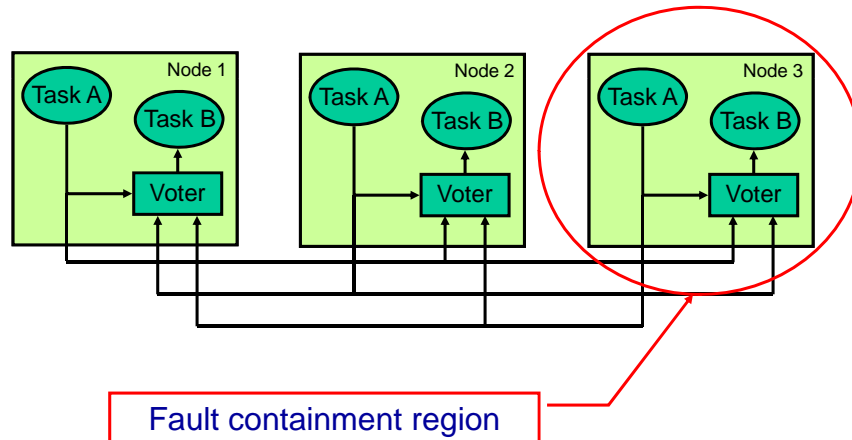 Node 1
Task A
Task B
Voter
Node 2
Task A
Task B
Voter
Node 3
Task A
Task B
Voter
Fault containment region